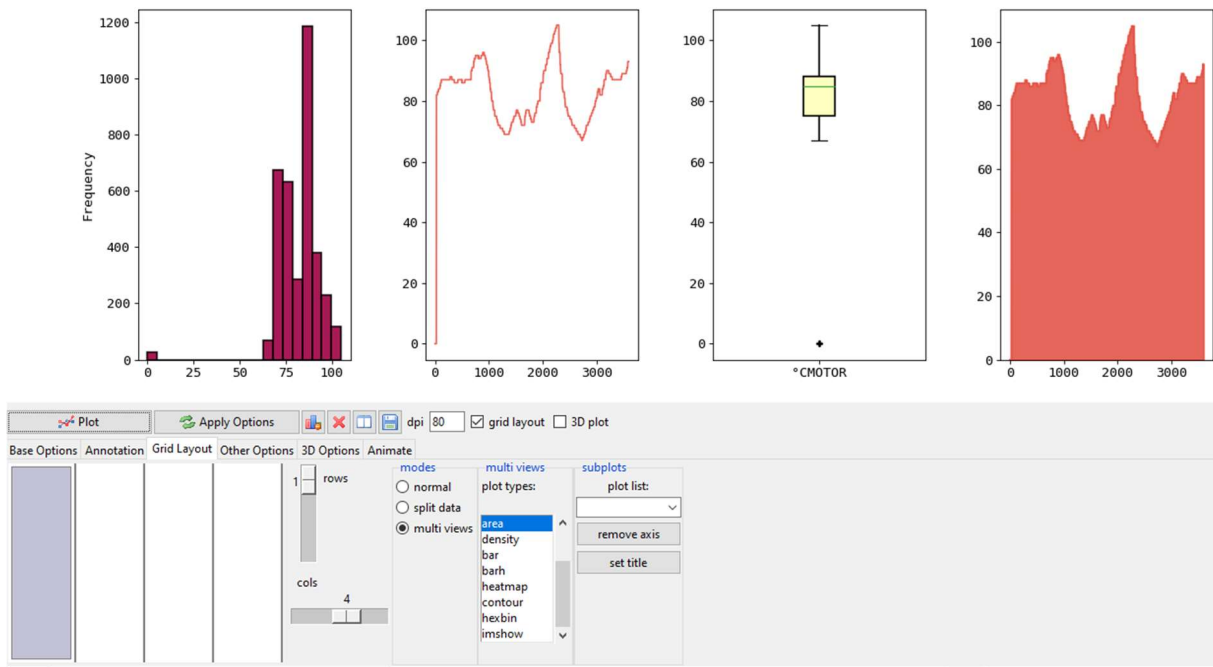 1200
1000
800
600
400
200
0
Frequency
0 25 50 75 100
100
80
60
40
20
0
0 1000 2000 3000
100
80
60
40
20
0
°CMOTOR
100
80
60
40
20
0
0 1000 2000 3000
Plot Apply Options dpi 80 grid layout 3D plot
Base Options Annotation Grid Layout Other Options 3D Options Animate
1 rows
cols
4
modes
normal
split data
multi views
multi views
plot types:
area
density
bar
barh
heatmap
contour
hexbin
imshow
subplots
plot list:
remove axis
set title